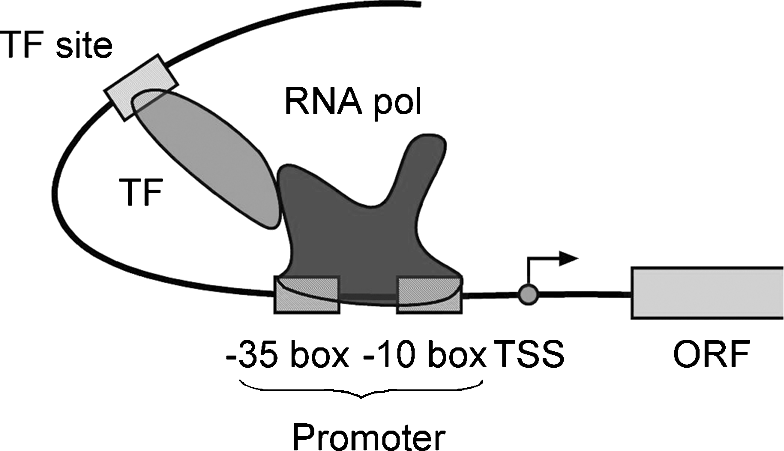 TF site
RNA pol
TF
-35 box -10 box TSS ORF
Promoter